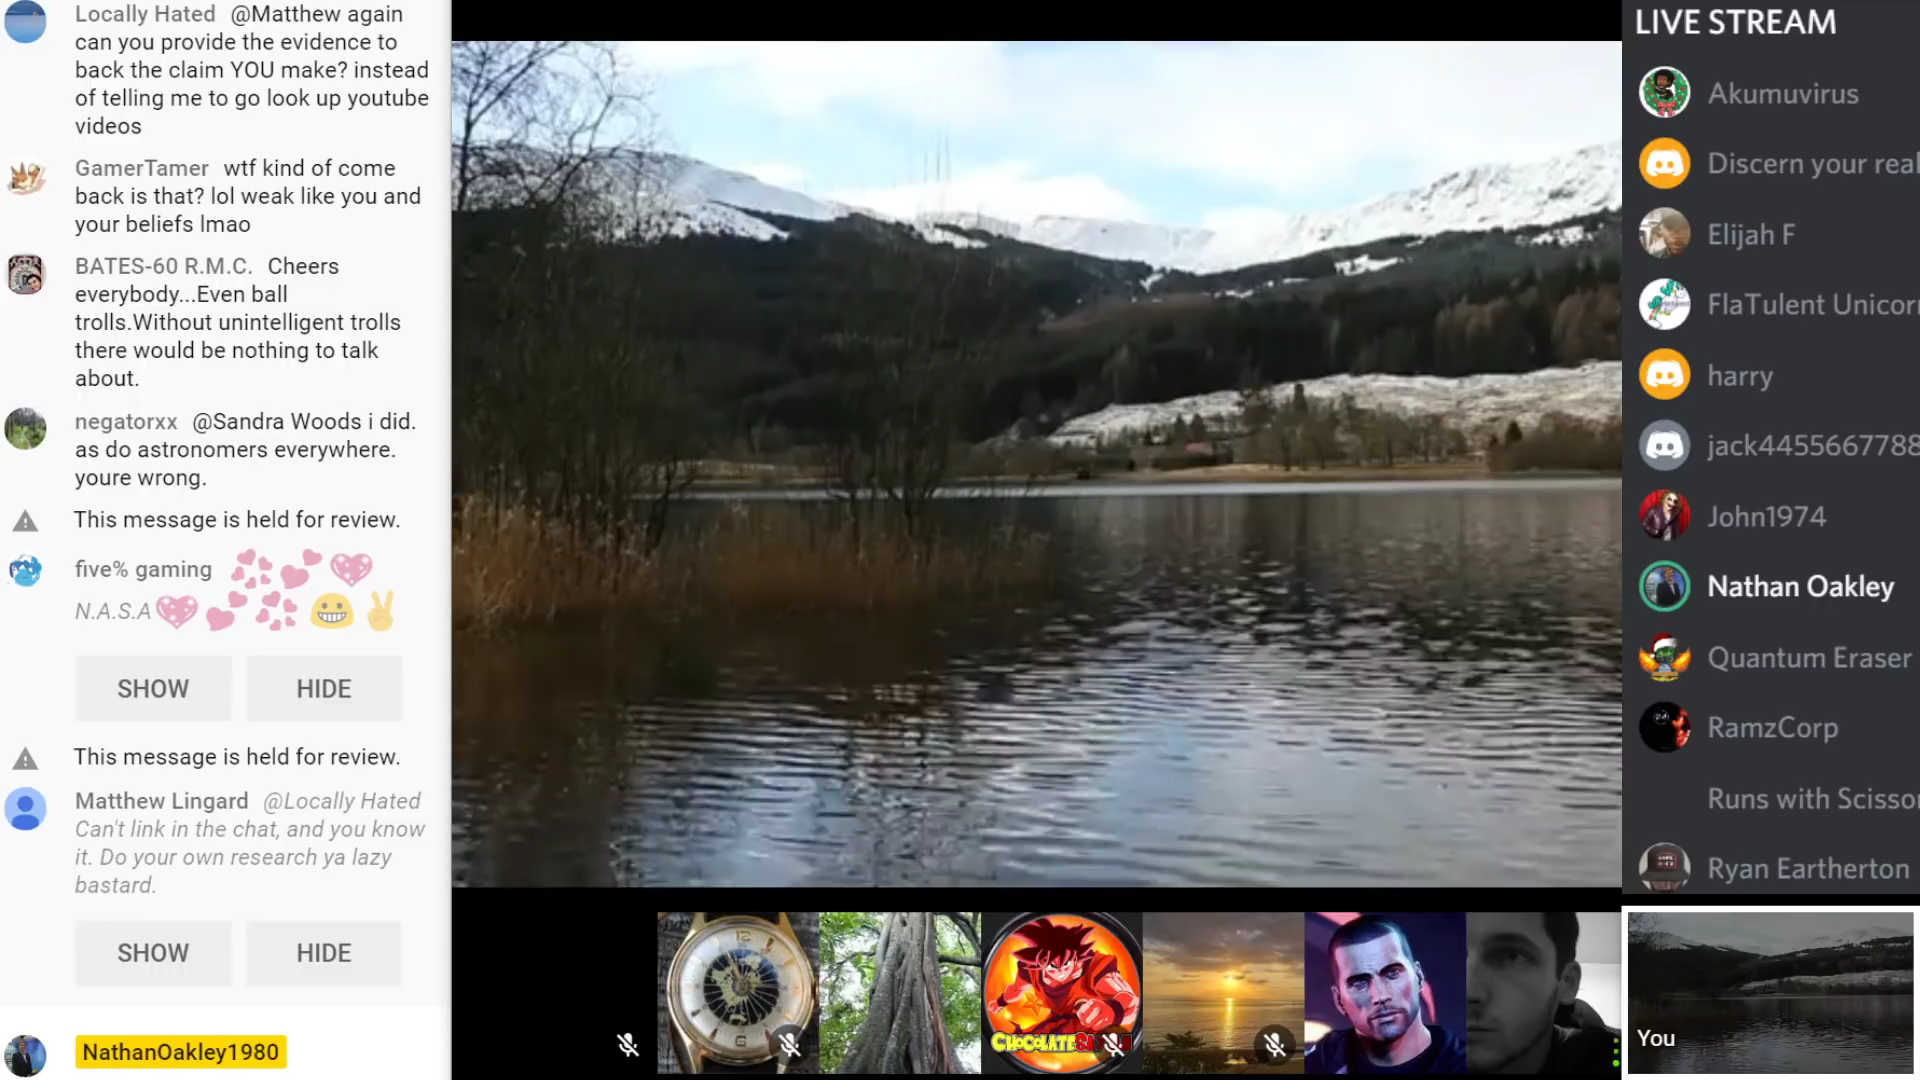 Locally Hated @Matthew again
can you provide the evidence to
back the claim YOU make? instead
of telling me to go look up youtube
videos
GamerTamer wtf kind of come
back is that? lol weak like you and
your beliefs lmao
BATES-60 R.M.C. Cheers
everybody...Even ball
trolls.Without unintelligent trolls
there would be nothing to talk
about.
negatorxx @Sandra Woods i did.
as do astronomers everywhere.
youre wrong.
This message is held for review.
five% gaming
N.A.S.A
SHOW HIDE
This message is held for review.
Matthew Lingard @Locally Hated
Can't link in the chat, and you know
it. Do your own research ya lazy
bastard.
SHOW HIDE
NathanOakley1980
LIVE STREAM
Akumuvirus
Discern your real
Elijah F
FlaTulent Unicorn
harry
jack4455667788
John1974
Nathan Oakley
Quantum Eraser
RamzCorp
Runs with Scissor
Ryan Eartherton
You